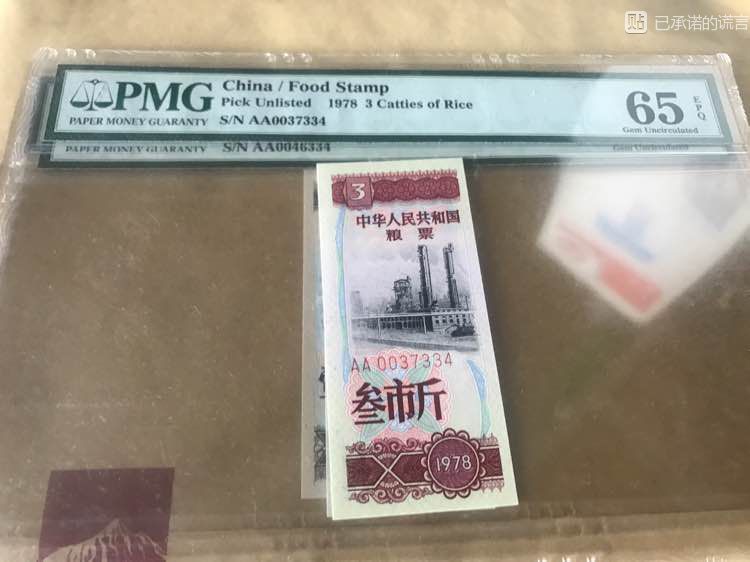 贴 已承诺的谎言
PMG
PAPER MONEY GUARANTY
China / Food Stamp
Pick Unlisted 1978 3 Catties of Rice
S/N AA0037334
65
EPQ
Gem Uncirculated
PAPER MONEY GUARANTY
S/N AA0046334
Gem Uncirculated
3
中华人民共和国
粮票
AA 0037334
叁市斤
1978